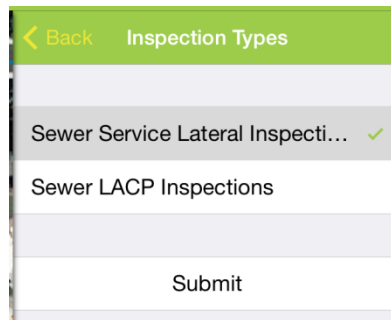 Back Inspection Types
Sewer Service Lateral Inspecti...
Sewer LACP Inspections
Submit